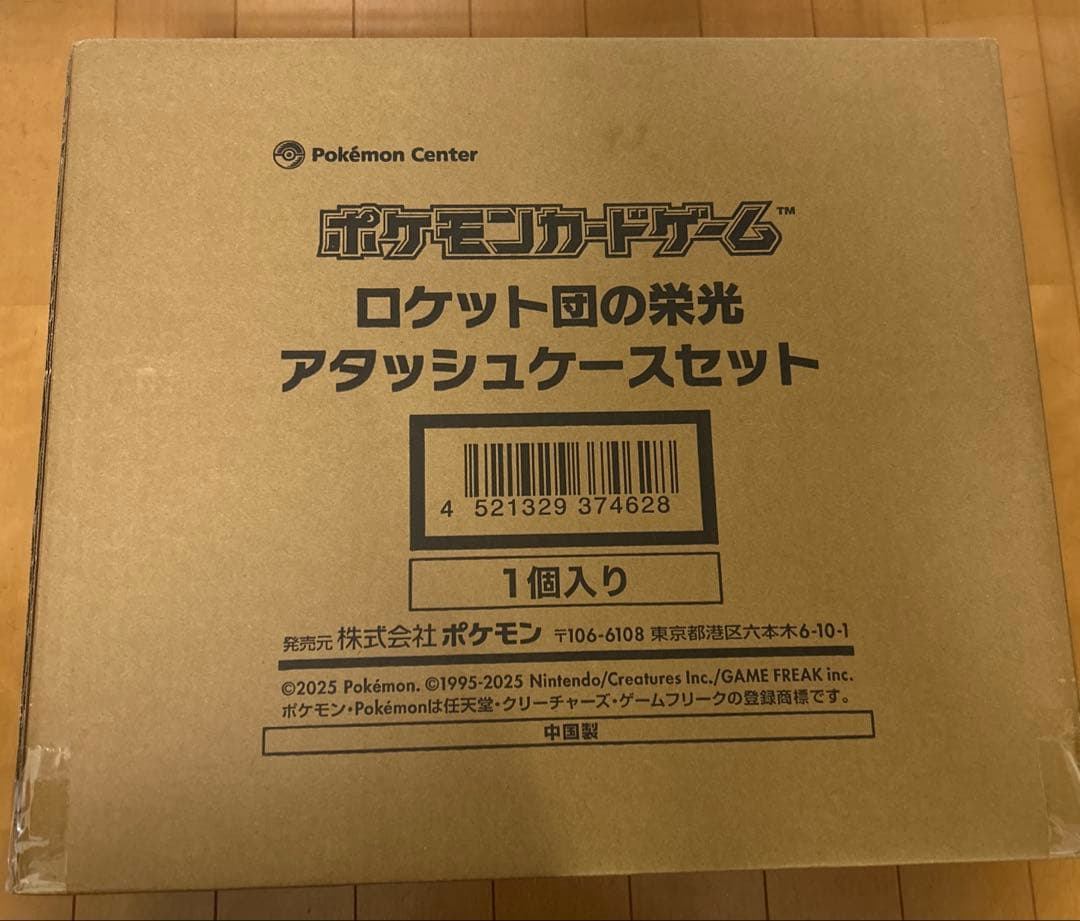 Pokémon Center
ポケモンカードゲーム™
ロケット団の栄光
アタッシュケースセット
4 521329 374628
1個入り
発売元 株式会社 ポケモン 〒106-6108 東京都港区六本木6-10-1
©2025 Pokémon. ©1995-2025 Nintendo/Creatures Inc./GAME FREAK inc.
ポケモン・Pokémonは任天堂・クリーチャーズ・ゲームフリークの登録商標です。
中国製